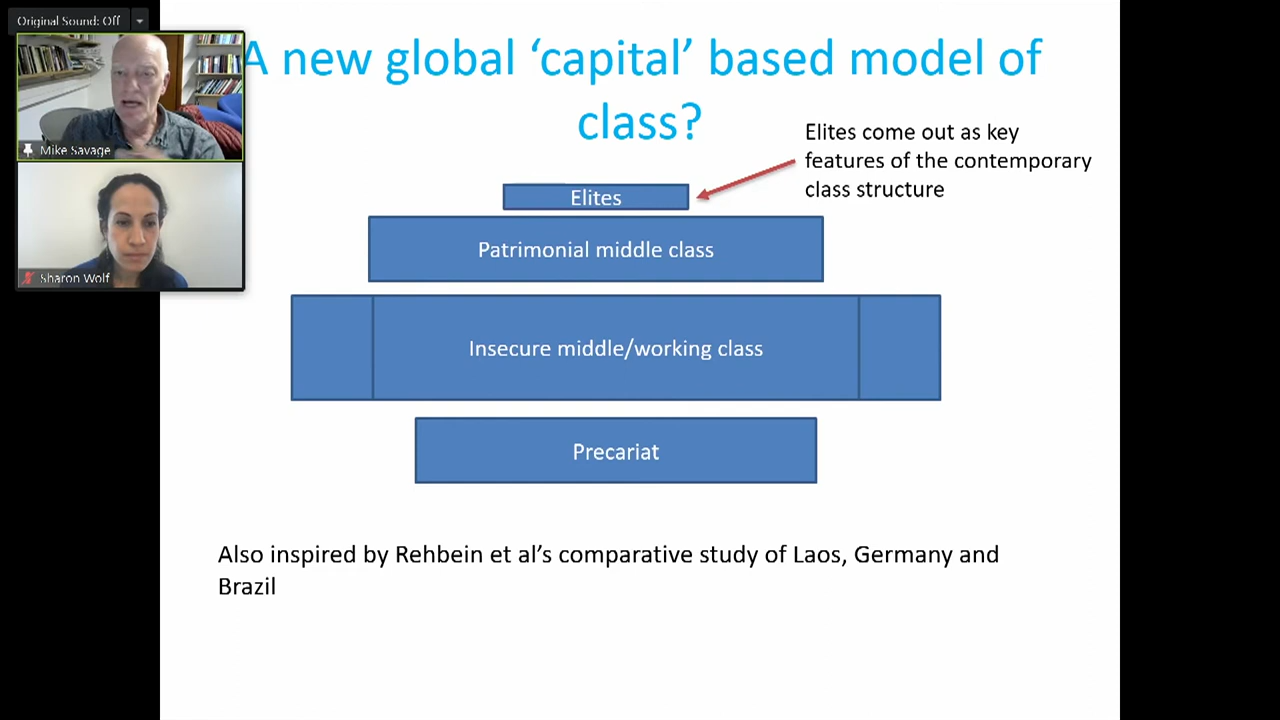 Original Sound: Off
A new global ‘capital’ based model of
class?
Mike Savage
Sharon Wolf
Elites come out as key
features of the contemporary
class structure
Elites
Patrimonial middle class
Insecure middle/working class
Precariat
Also inspired by Rehbein et al’s comparative study of Laos, Germany and
Brazil